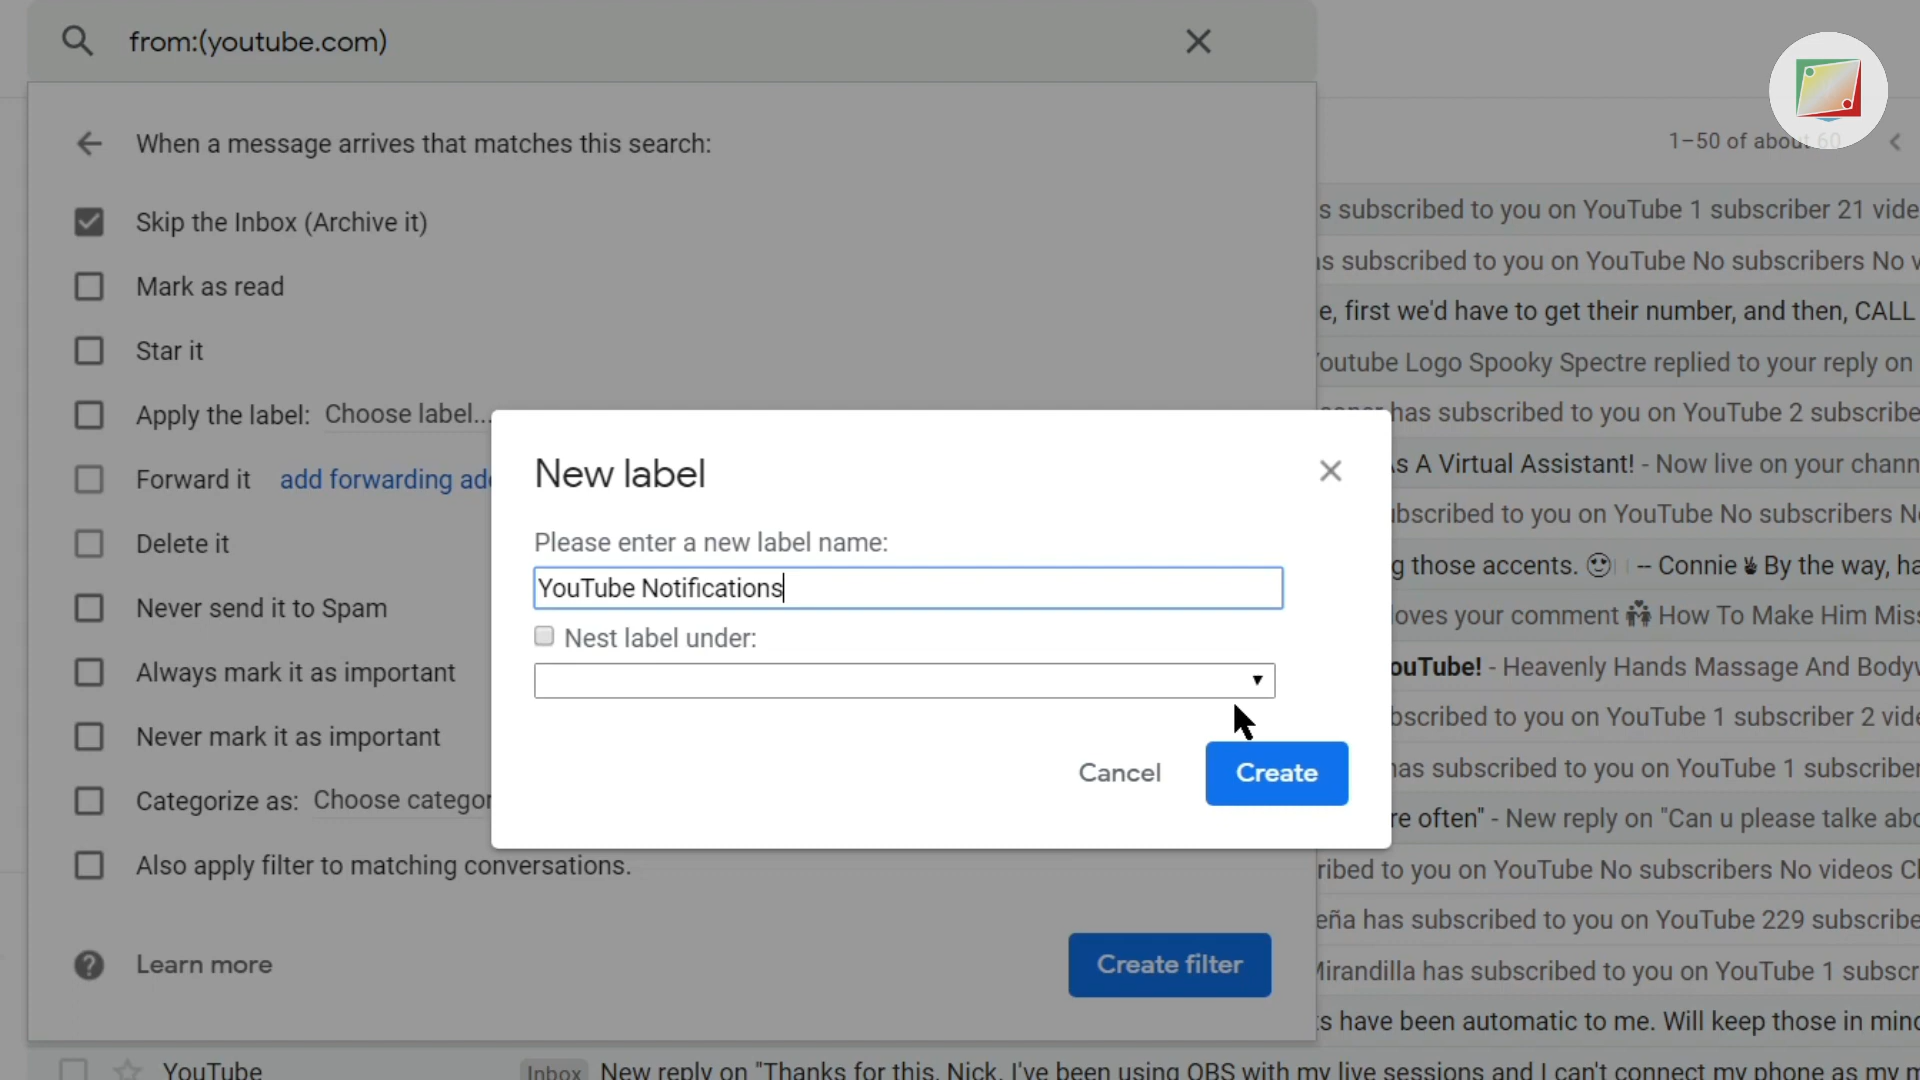 from:(youtube.com)
1–50 of about 60
When a message arrives that matches this search:
Skip the Inbox (Archive it)
s subscribed to you on YouTube 1 subscriber 21 vide
s subscribed to you on YouTube No subscribers No v
Mark as read
e, first we'd have to get their number, and then, CALL
Star it
outube Logo Spooky Spectre replied to your reply on
Apply the label: Choose label...
has subscribed to you on YouTube 2 subscribe
Forward it add forwarding ad
s A Virtual Assistant! - Now live on your chann
Delete it
bscribed to you on YouTube No subscribers N
g those accents. 🙂 -- Connie ✌ By the way, ha
Never send it to Spam
oves your comment 👫 How To Make Him Mis
Always mark it as important
ouTube! - Heavenly Hands Massage And Bodyw
Never mark it as important
bscribed to you on YouTube 1 subscriber 2 vide
has subscribed to you on YouTube 1 subscriber
Categorize as: Choose categor
re often" - New reply on "Can u please talke abo
Also apply filter to matching conversations.
ribed to you on YouTube No subscribers No videos C
eña has subscribed to you on YouTube 229 subscribe
Learn more
Create filter
Mirandilla has subscribed to you on YouTube 1 subscr
s have been automatic to me. Will keep those in mind
YouTube Inbox New reply on "Thanks for this, Nick. I've been using OBS with my live sessions and I can't connect my phone as my m
New label
Please enter a new label name:
YouTube Notifications
Nest label under:
Cancel
Create